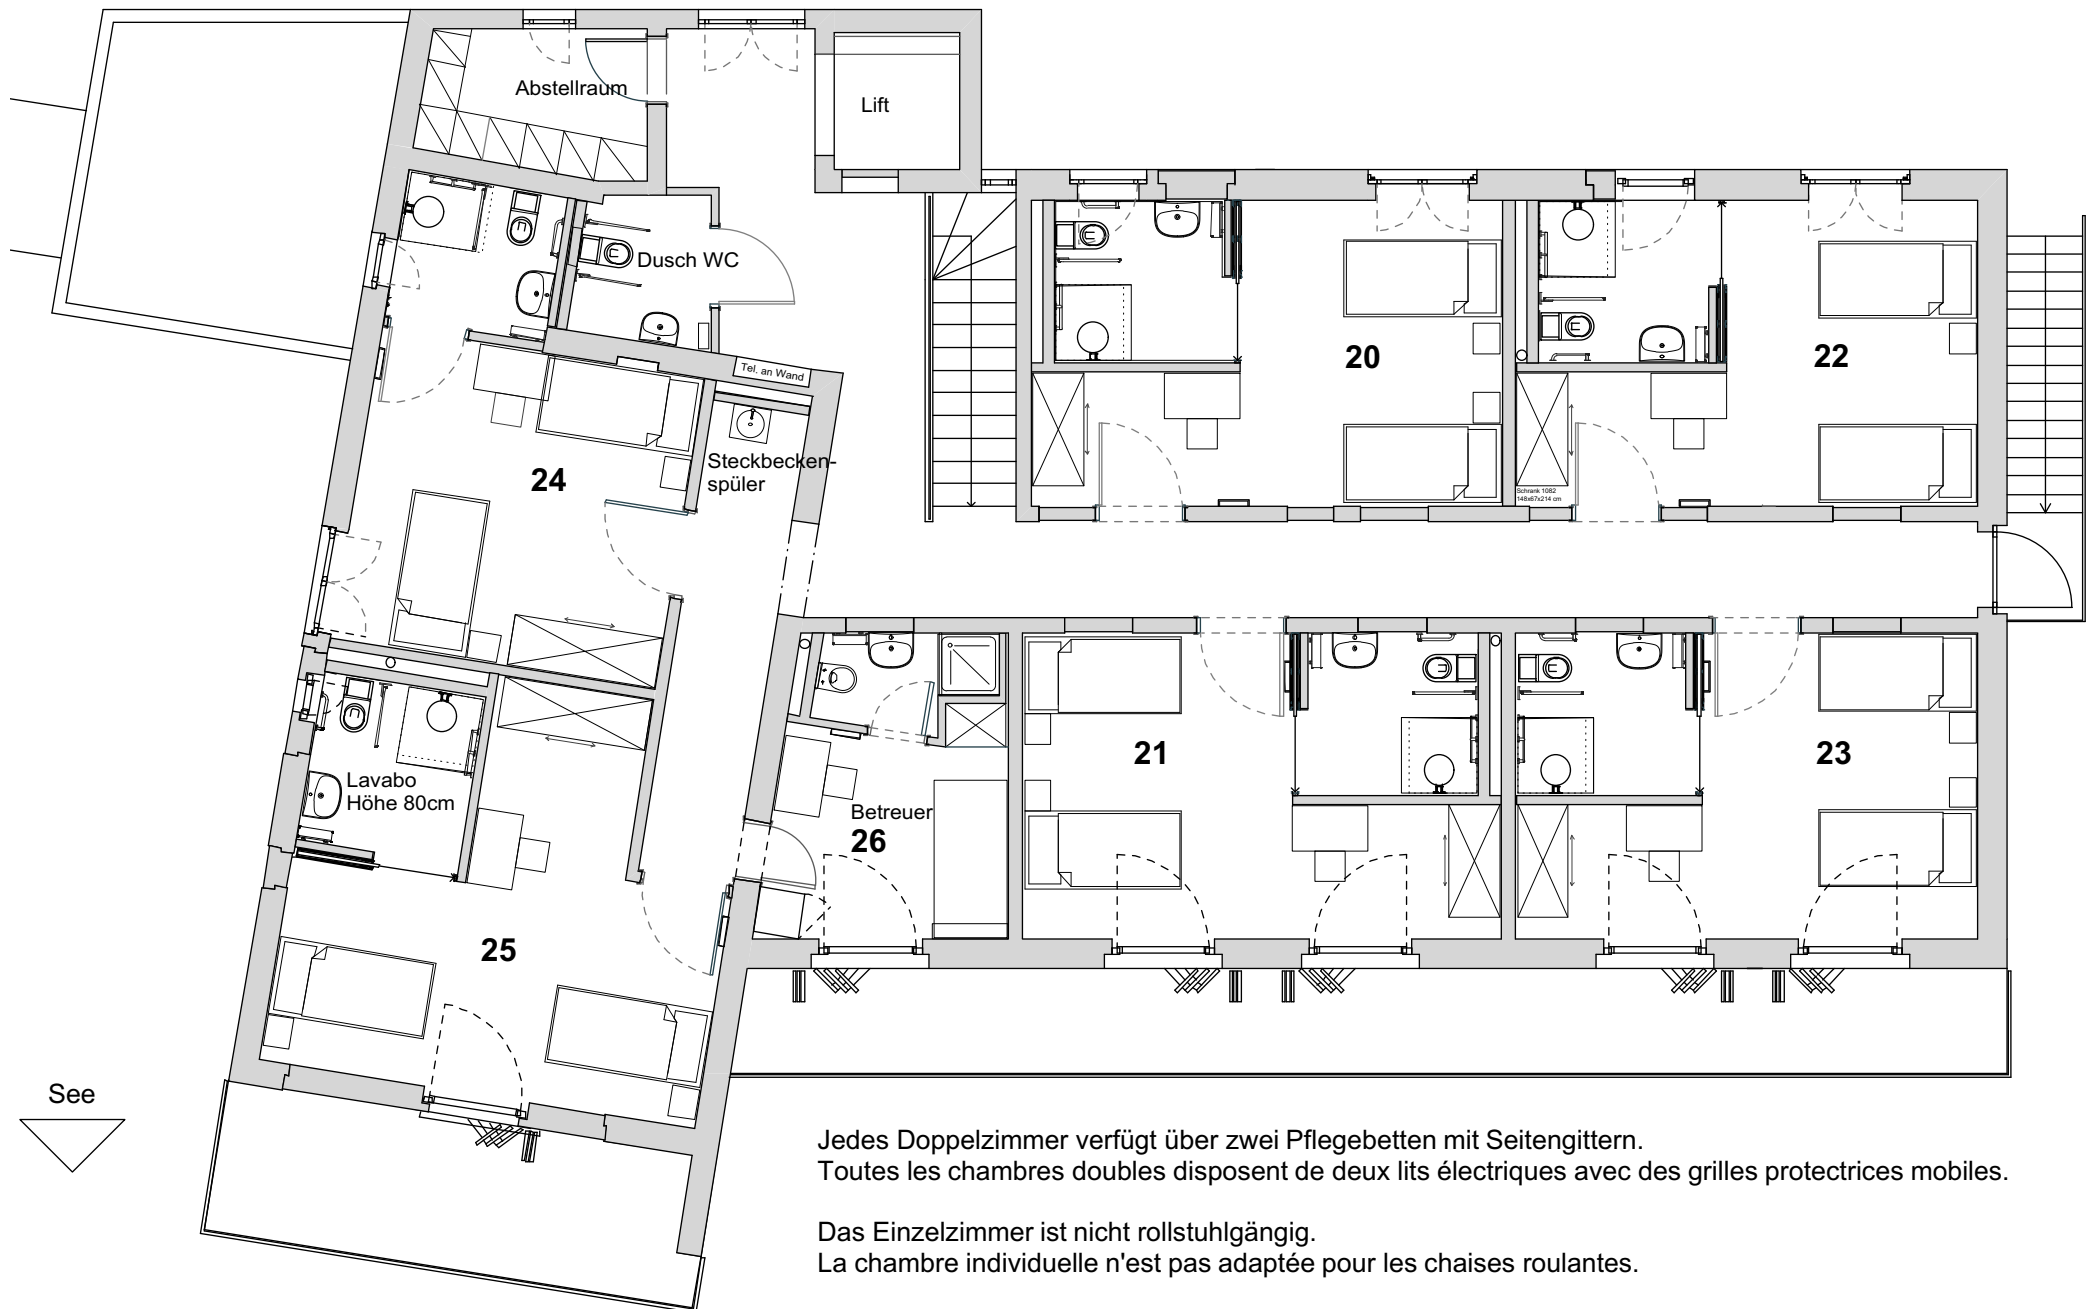 Abstellraum
Lift
Dusch WC
Tel. an Wand
20
22
24
Steckbecken-
spüler
Schrank 1082
148x67x214 cm
21
23
Lavabo
Höhe 80cm
Betreuer
26
25
See
Jedes Doppelzimmer verfügt über zwei Pflegebetten mit Seitengittern.
Toutes les chambres doubles disposent de deux lits électriques avec des grilles protectrices mobiles.
Das Einzelzimmer ist nicht rollstuhlgängig.
La chambre individuelle n'est pas adaptée pour les chaises roulantes.